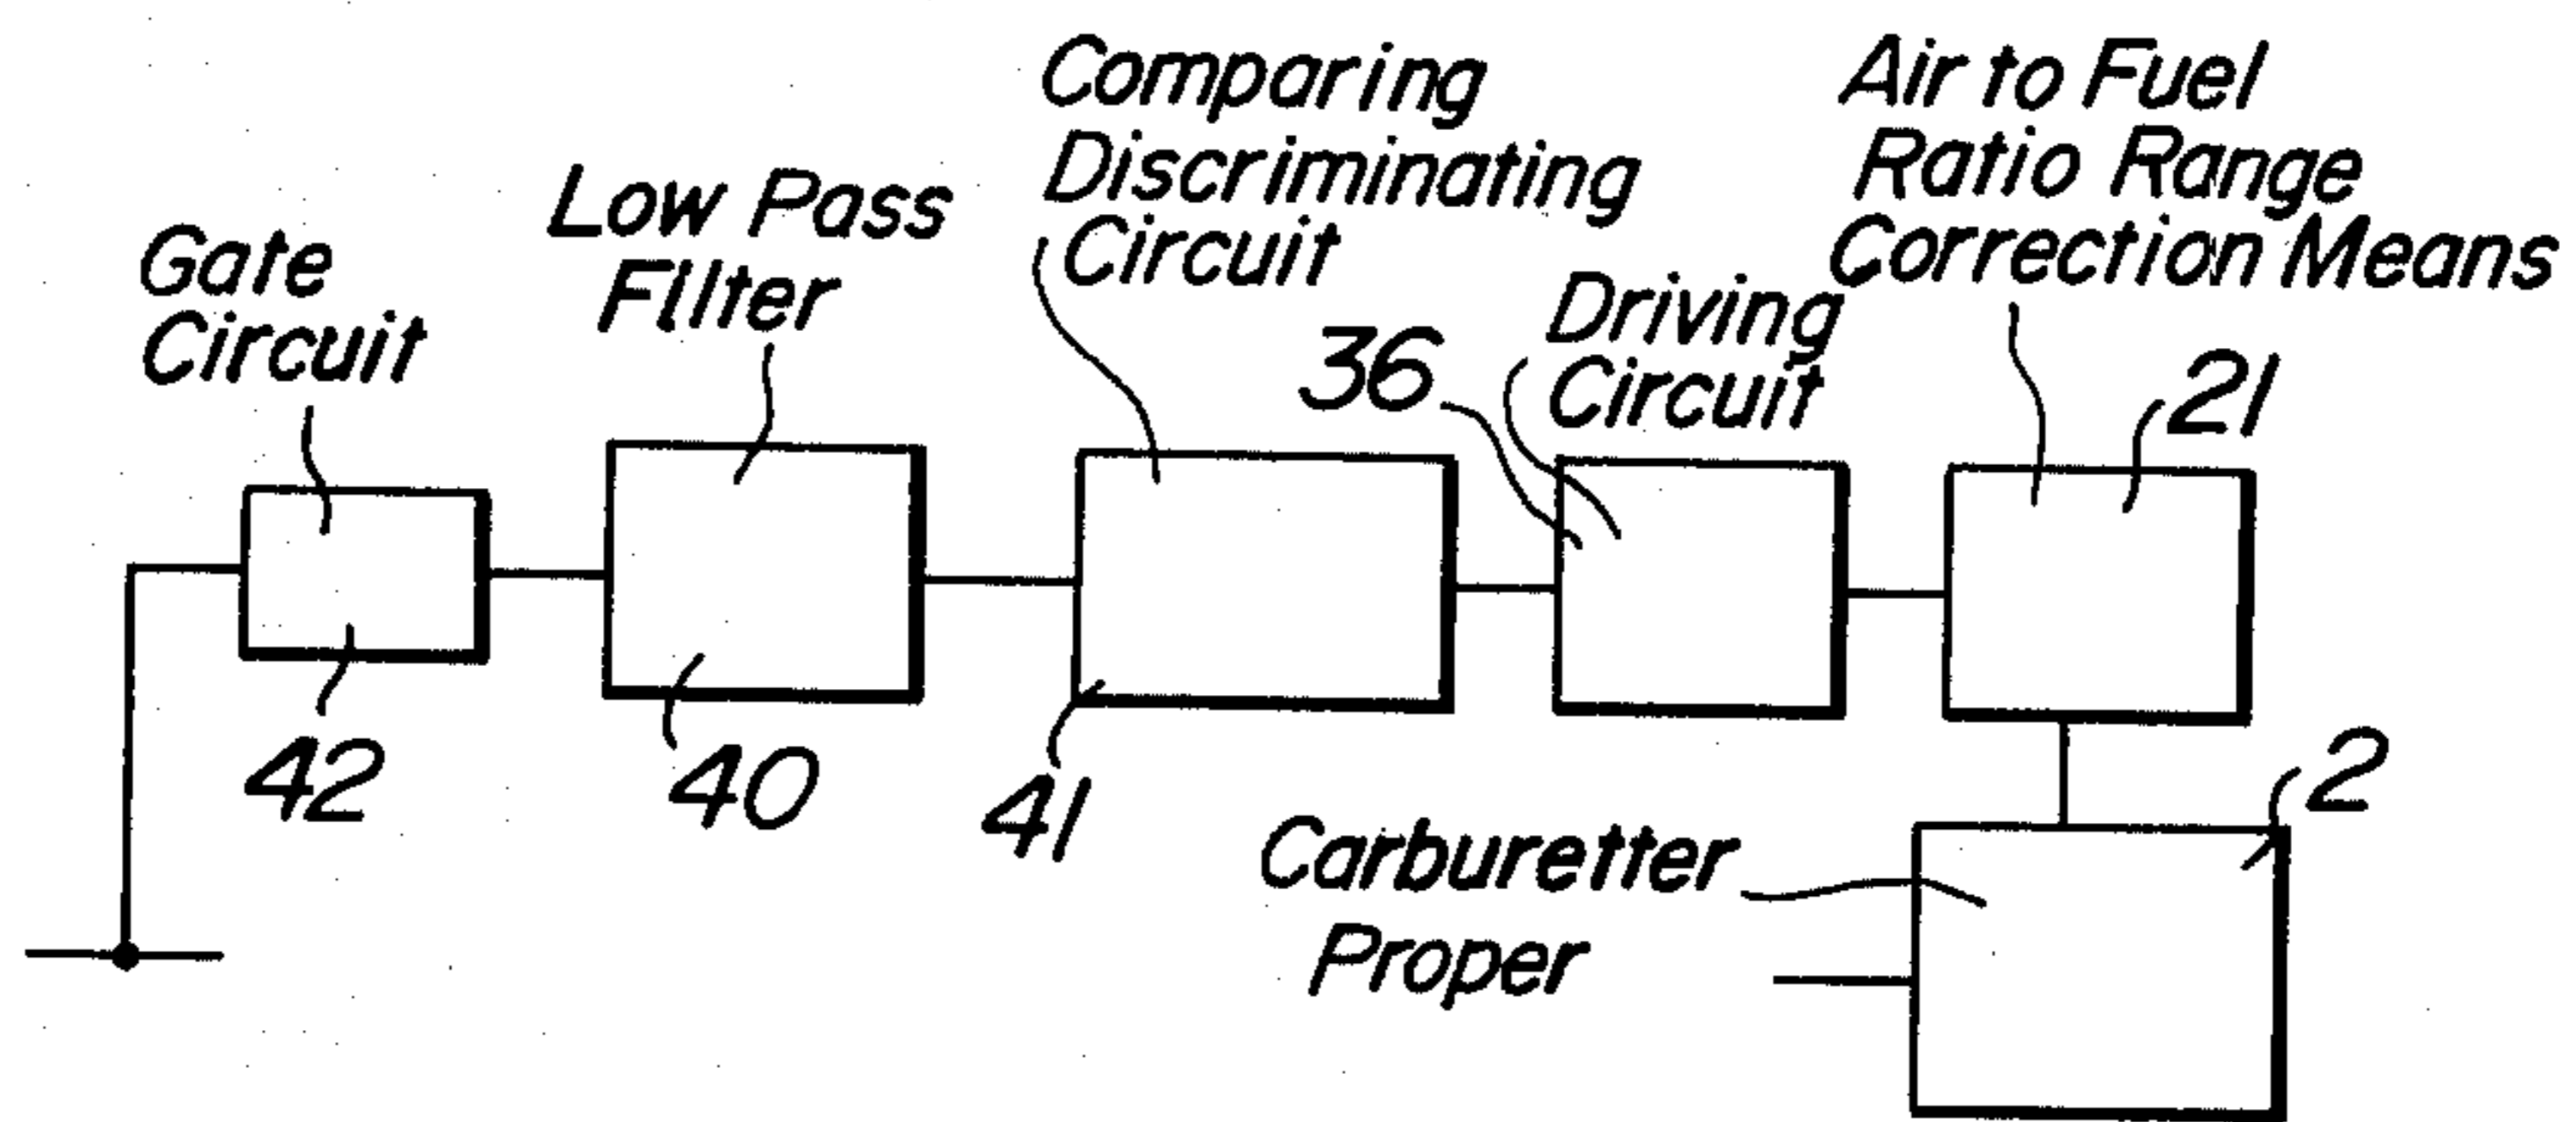 Gate
Circuit
42
Low Pass
Filter
40
Comparing
Discriminating
Circuit
41
36
Driving
Circuit
Air to Fuel
Ratio Range
Correction Means
21
Carburetter
Proper
2